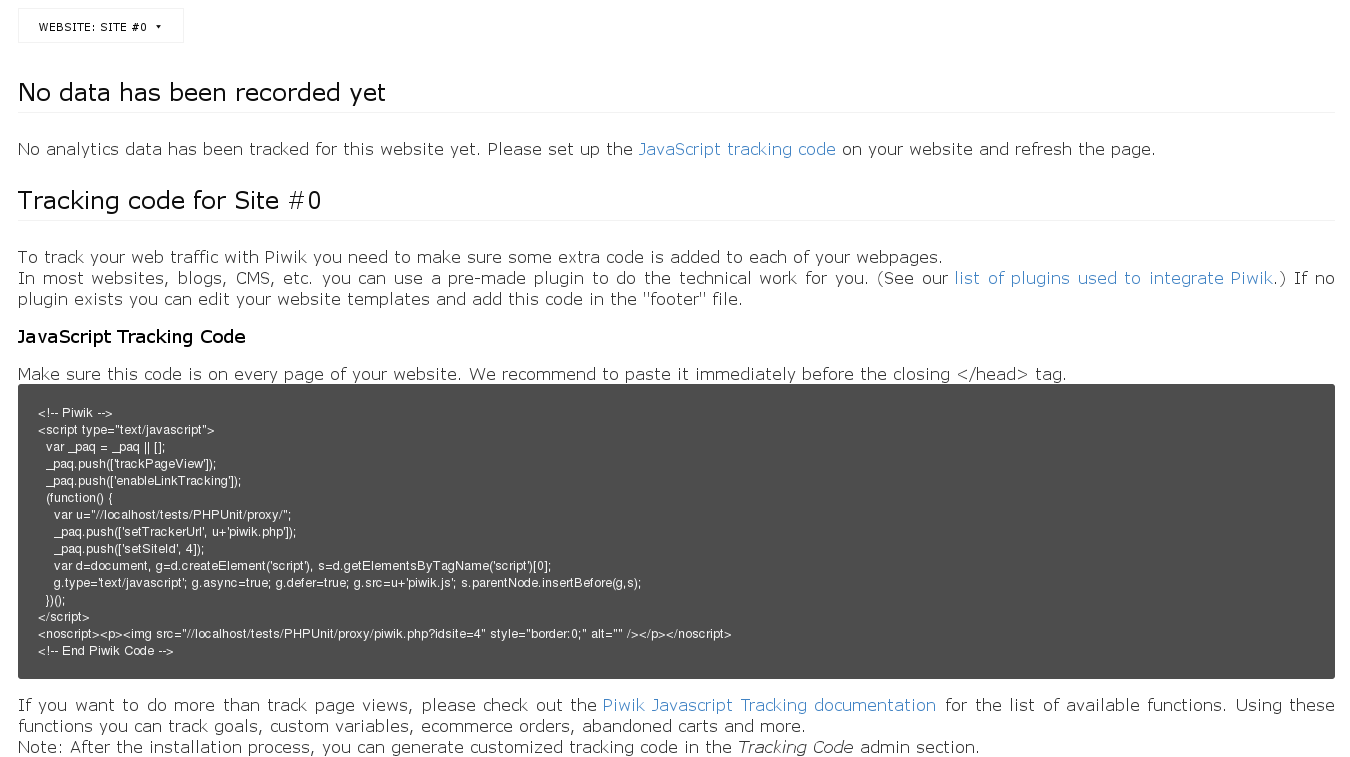 WEBSITE: SITE #0
No data has been recorded yet
No analytics data has been tracked for this website yet. Please set up the JavaScript tracking code on your website and refresh the page.
Tracking code for Site #0
To track your web traffic with Piwik you need to make sure some extra code is added to each of your webpages.
In most websites, blogs, CMS, etc. you can use a pre-made plugin to do the technical work for you. (See our list of plugins used to integrate Piwik.) If no
plugin exists you can edit your website templates and add this code in the "footer" file.
JavaScript Tracking Code
Make sure this code is on every page of your website. We recommend to paste it immediately before the closing </head> tag.
<!-- Piwik -->
<script type="text/javascript">
  var _paq = _paq || [];
  _paq.push(['trackPageView']);
  _paq.push(['enableLinkTracking']);
  (function() {
    var u="//localhost/tests/PHPUnit/proxy/";
    _paq.push(['setTrackerUrl', u+'piwik.php']);
    _paq.push(['setSiteId', 4]);
    var d=document, g=d.createElement('script'), s=d.getElementsByTagName('script')[0];
    g.type='text/javascript'; g.async=true; g.defer=true; g.src=u+'piwik.js'; s.parentNode.insertBefore(g,s);
  })();
</script>
<noscript><p><img src="//localhost/tests/PHPUnit/proxy/piwik.php?idsite=4" style="border:0;" alt="" /></p></noscript>
<!-- End Piwik Code -->
If you want to do more than track page views, please check out the Piwik Javascript Tracking documentation for the list of available functions. Using these
functions you can track goals, custom variables, ecommerce orders, abandoned carts and more.
Note: After the installation process, you can generate customized tracking code in the Tracking Code admin section.